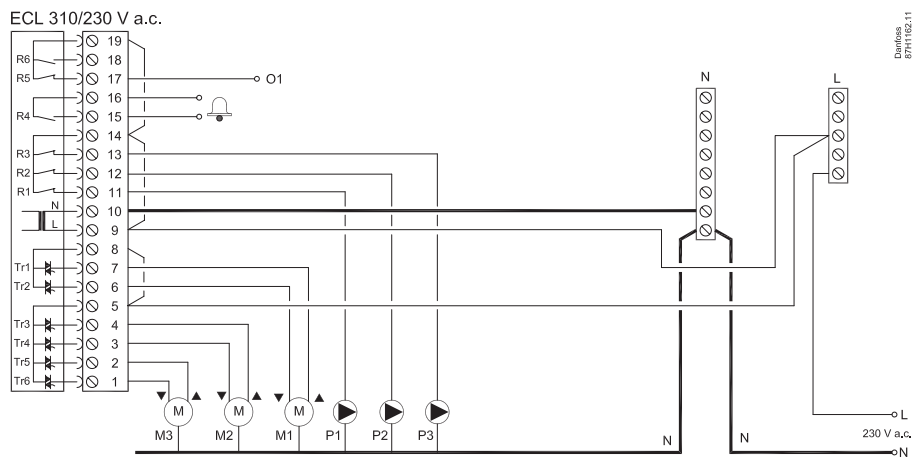 ECL 310/230 V a.c.
Danfoss
87H1162.11
19
R6 18
R5 17 O1
16
R4 15
14
R3 13
R2 12
R1 11
N 10
L 9
8
Tr1 7
Tr2 6
5
Tr3 4
Tr4 3
Tr5 2
Tr6 1
N
L
M M M
M3 M2 M1 P1 P2 P3
N N
L
230 V a.c.
N